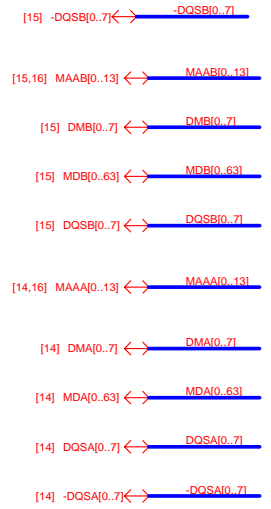 [15] -DQSB[0..7] -DQSB[0..7]
[15,16] MAAB[0..13] MAAB[0..13]
[15] DMB[0..7] DMB[0..7]
[15] MDB[0..63] MDB[0..63]
[15] DQSB[0..7] DQSB[0..7]
[14,16] MAAA[0..13] MAAA[0..13]
[14] DMA[0..7] DMA[0..7]
[14] MDA[0..63] MDA[0..63]
[14] DQSA[0..7] DQSA[0..7]
[14] -DQSA[0..7] -DQSA[0..7]